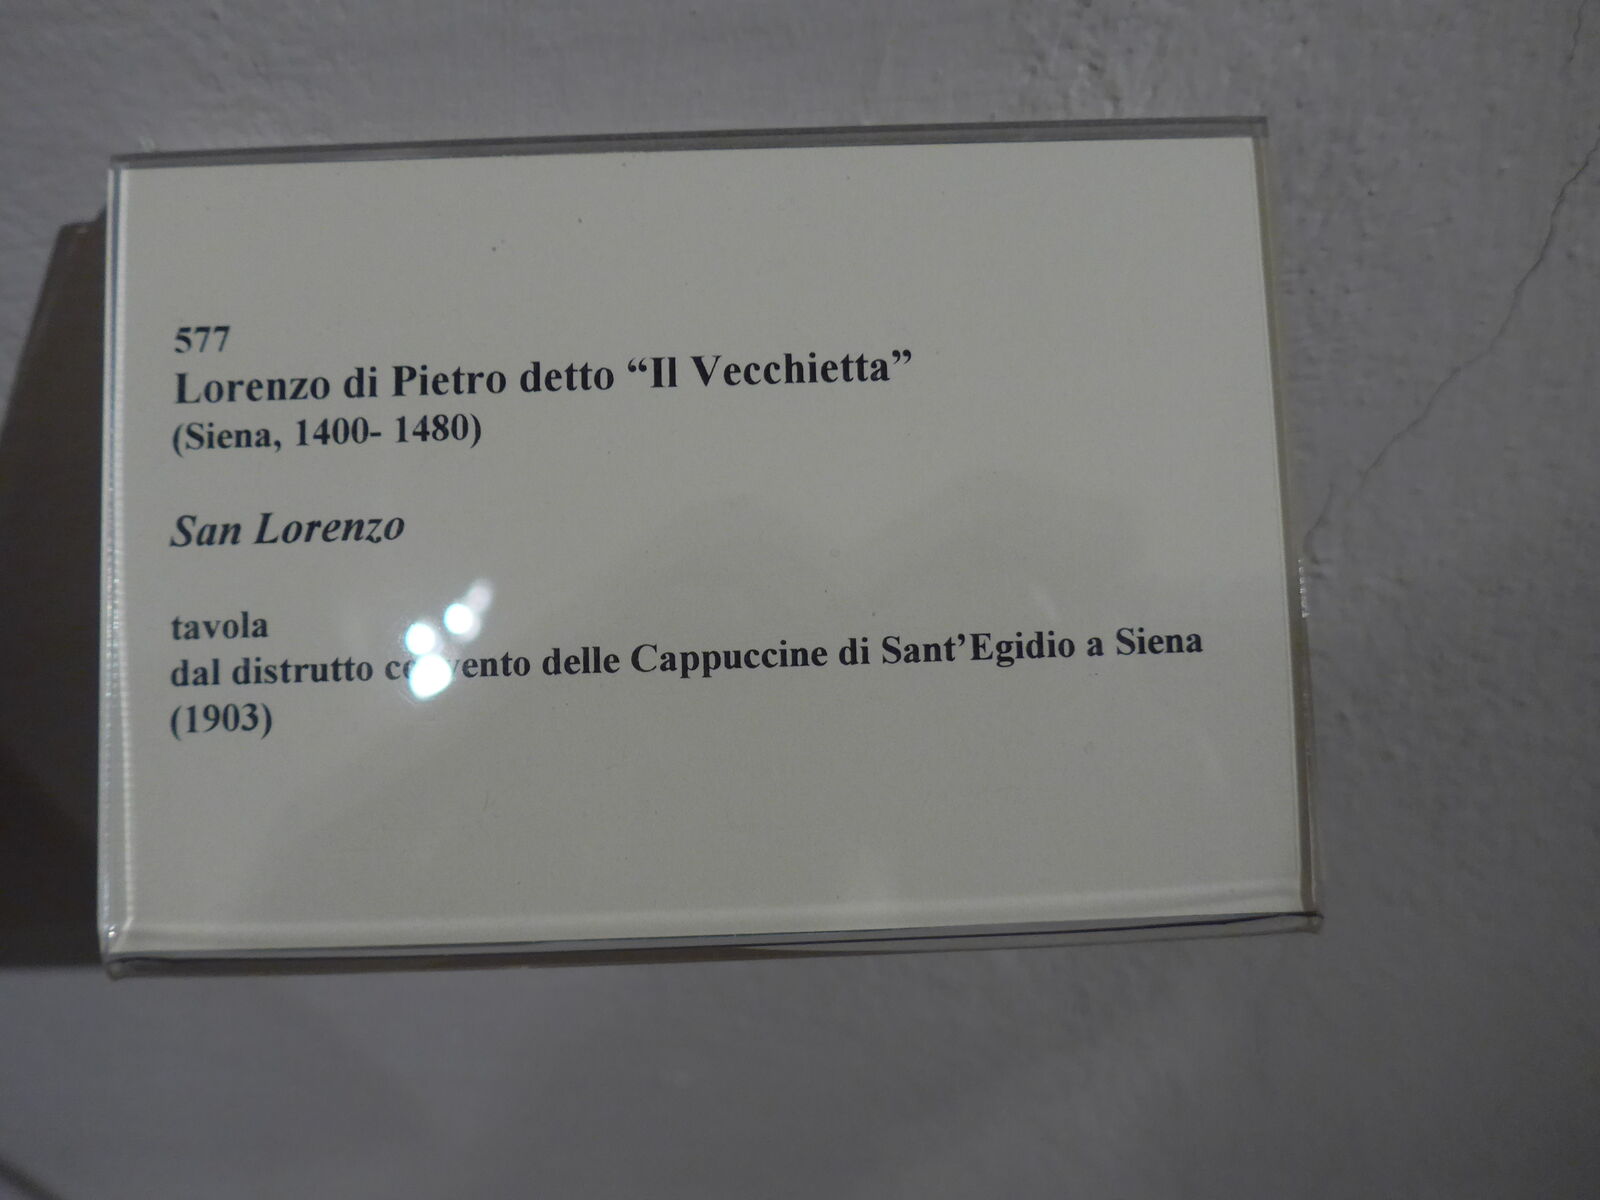 577
Lorenzo di Pietro detto “Il Vecchietta”
(Siena, 1400- 1480)
San Lorenzo
tavola
dal distrutto convento delle Cappuccine di Sant’Egidio a Siena
(1903)